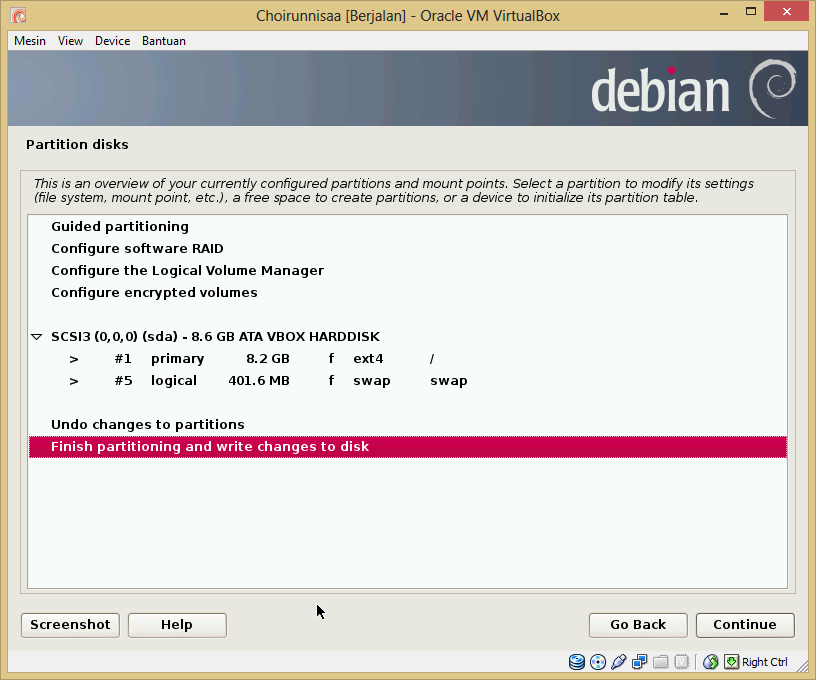 Choirunnisaa [Berjalan] - Oracle VM VirtualBox
Mesin View Device Bantuan
debian
Partition disks
This is an overview of your currently configured partitions and mount points. Select a partition to modify its settings
(file system, mount point, etc.), a free space to create partitions, or a device to initialize its partition table.
Guided partitioning
Configure software RAID
Configure the Logical Volume Manager
Configure encrypted volumes
SCSI3 (0,0,0) (sda) - 8.6 GB ATA VBOX HARDDISK
> #1 primary 8.2 GB f ext4 /
> #5 logical 401.6 MB f swap swap
Undo changes to partitions
Finish partitioning and write changes to disk
Screenshot Help Go Back Continue
Right Ctrl